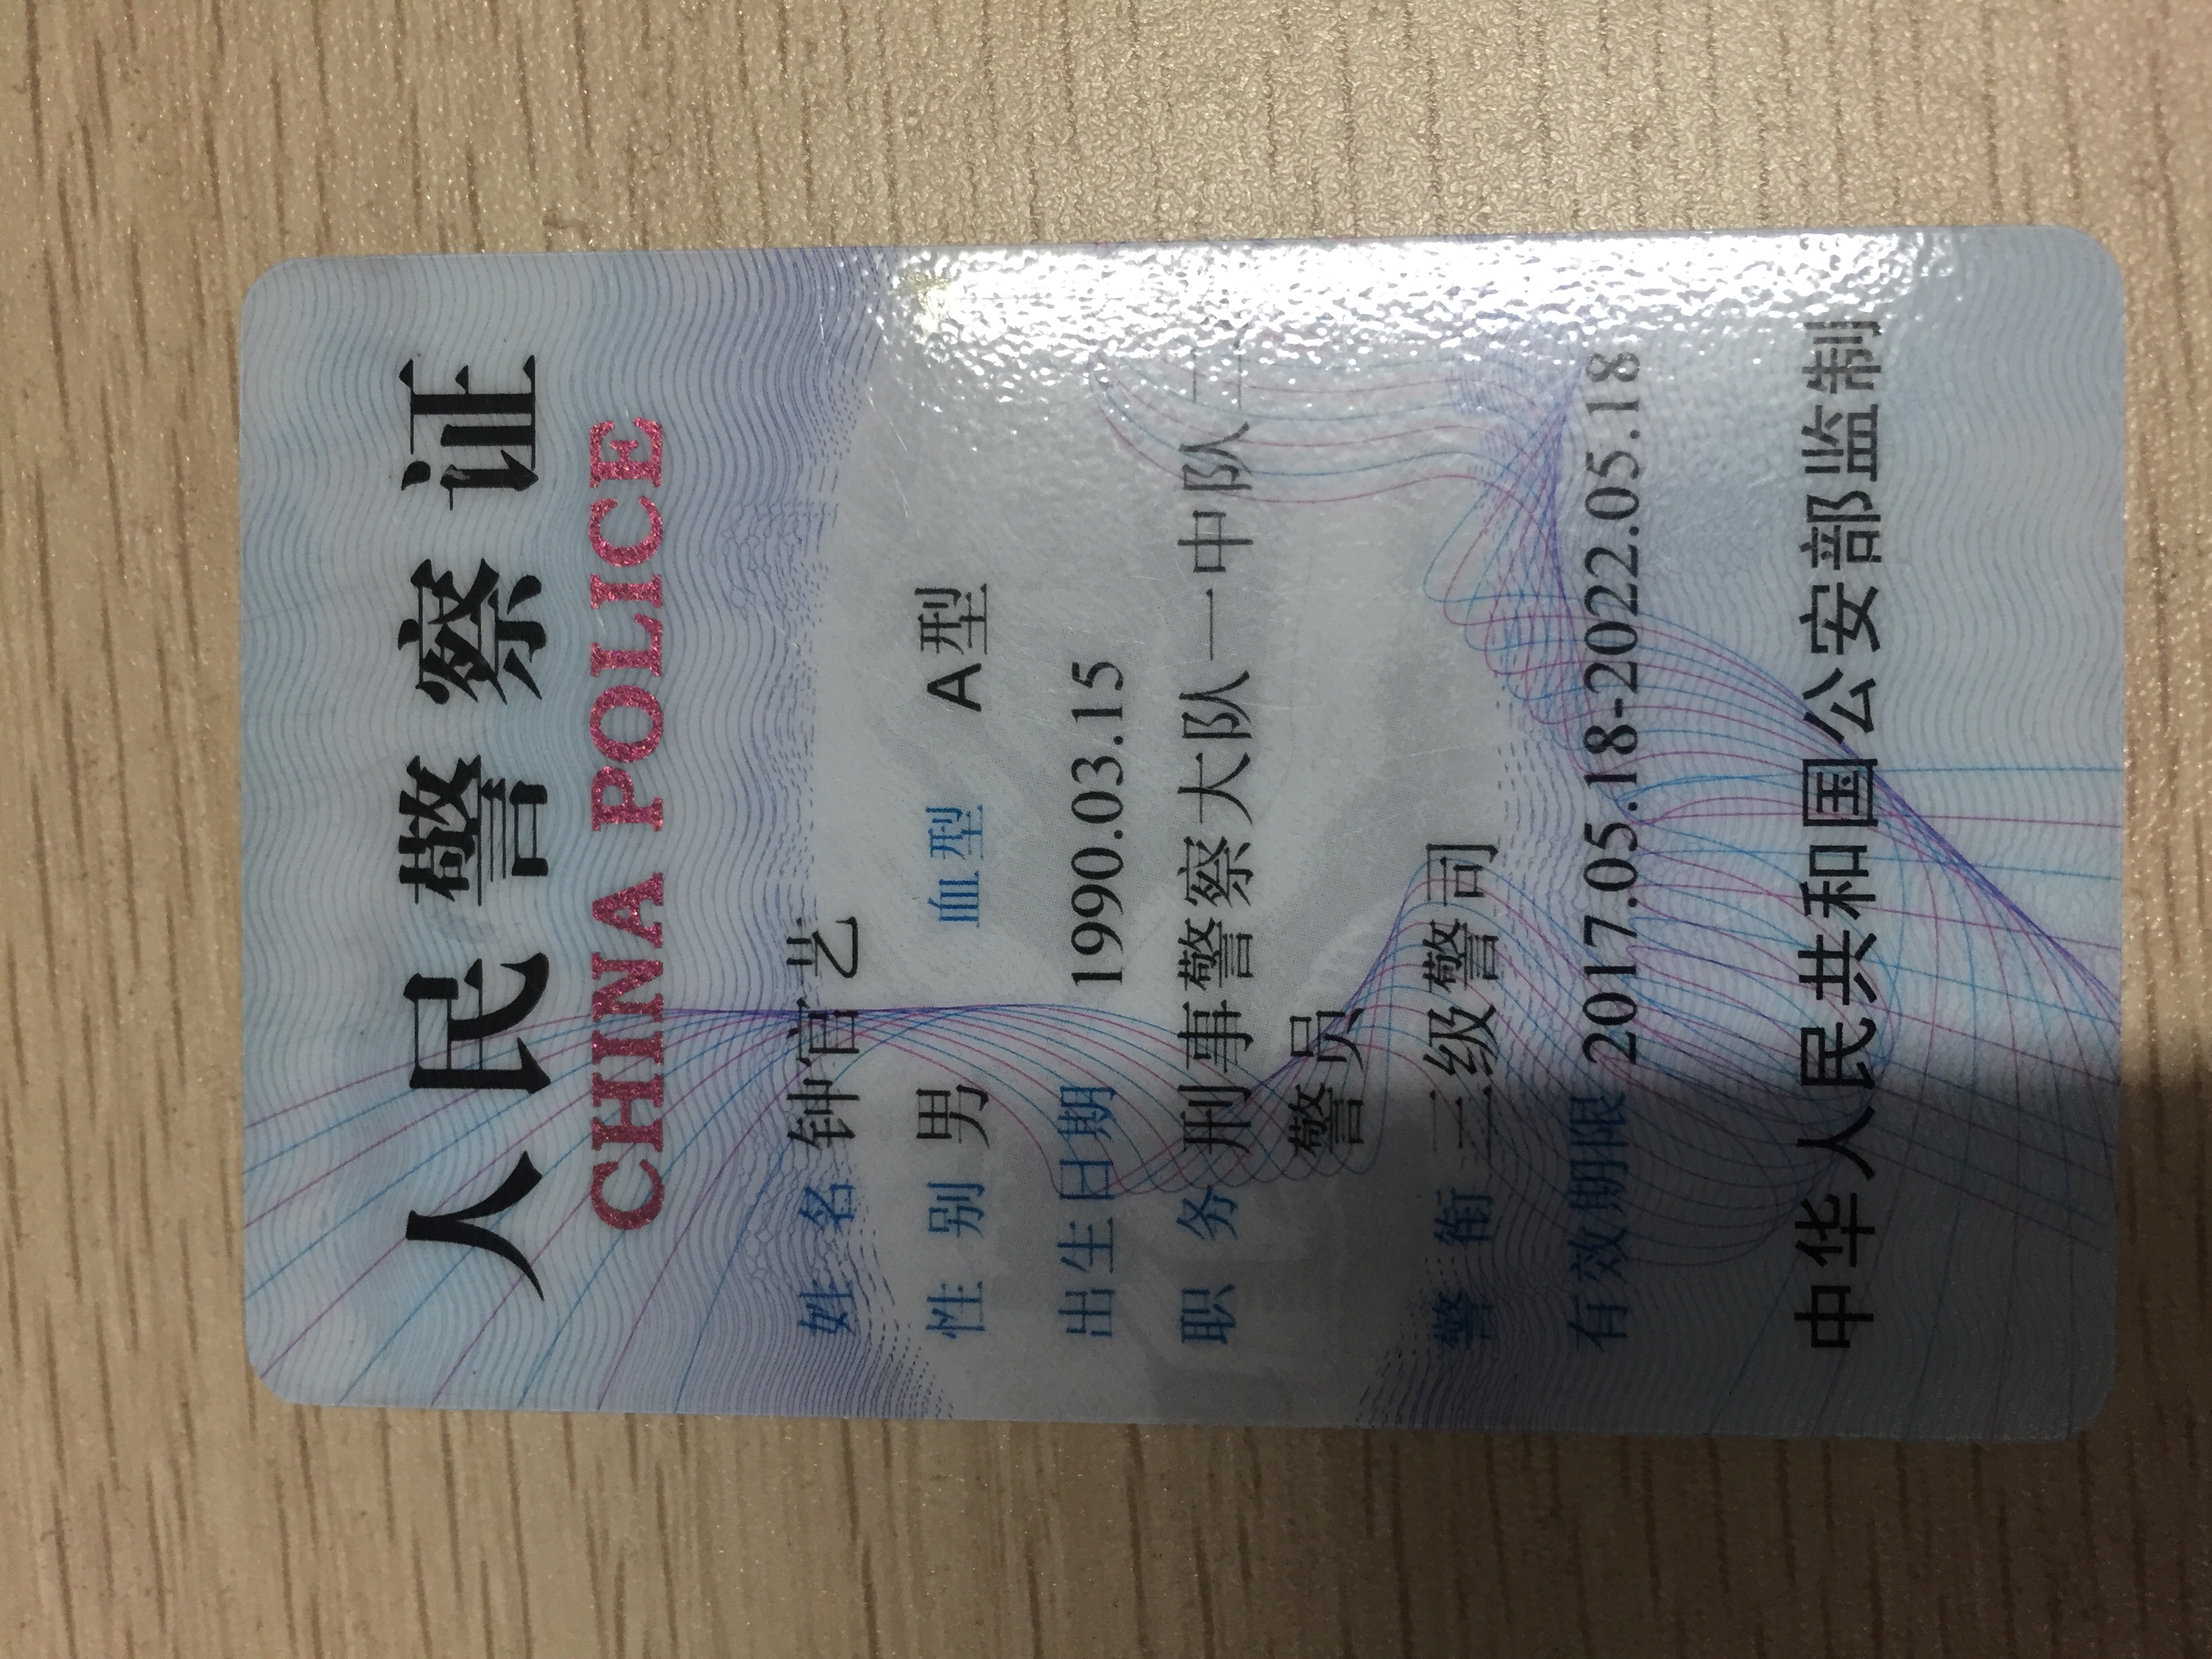 人民警察证
CHINA POLICE
姓名 钟官艺
性别 男 血型 A型
出生日期 1990.03.15
职务 刑事警察大队一中队二
警员
警衔 三级警司
有效期限 2017.05.18-2022.05.18
中华人民共和国公安部监制